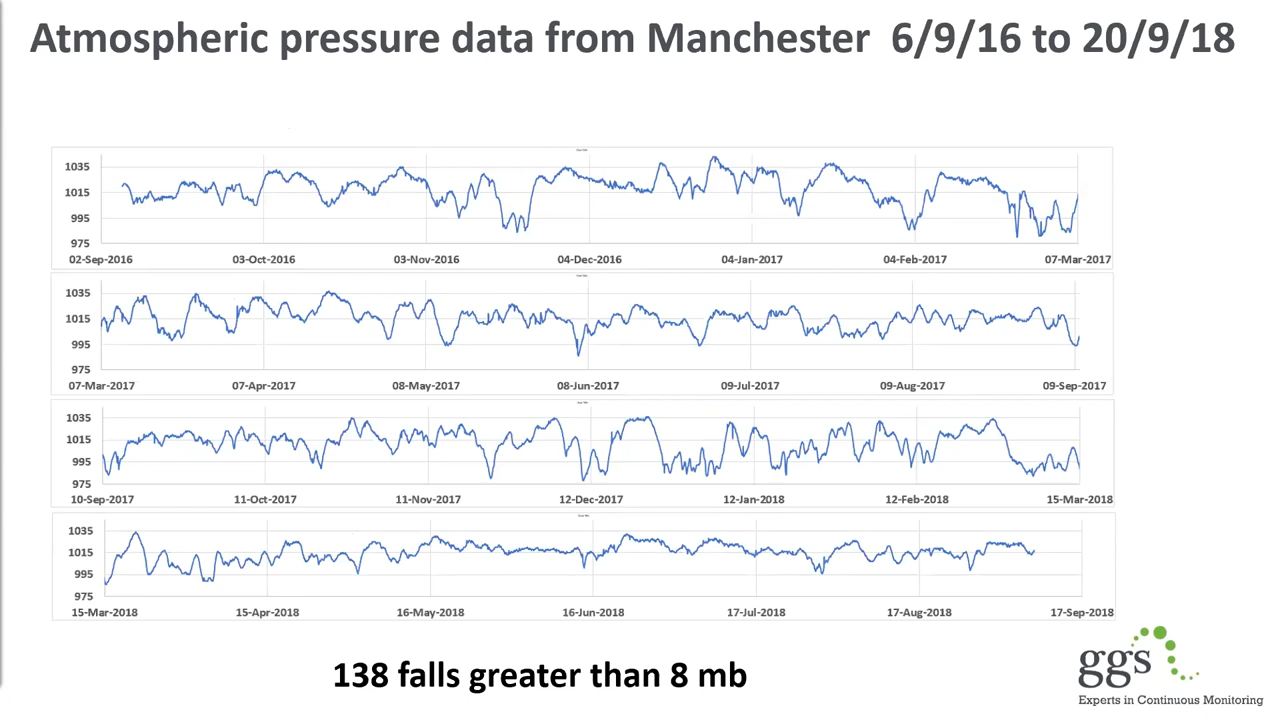 Atmospheric pressure data from Manchester 6/9/16 to 20/9/18
1035
1015
995
975
02-Sep-2016 03-Oct-2016 03-Nov-2016 04-Dec-2016 04-Jan-2017 04-Feb-2017 07-Mar-2017
1035
1015
995
975
07-Mar-2017 07-Apr-2017 08-May-2017 08-Jun-2017 09-Jul-2017 09-Aug-2017 09-Sep-2017
1035
1015
995
975
10-Sep-2017 11-Oct-2017 11-Nov-2017 12-Dec-2017 12-Jan-2018 12-Feb-2018 15-Mar-2018
1035
1015
995
975
15-Mar-2018 15-Apr-2018 16-May-2018 16-Jun-2018 17-Jul-2018 17-Aug-2018 17-Sep-2018
138 falls greater than 8 mb
ggs
Experts in Continuous Monitoring